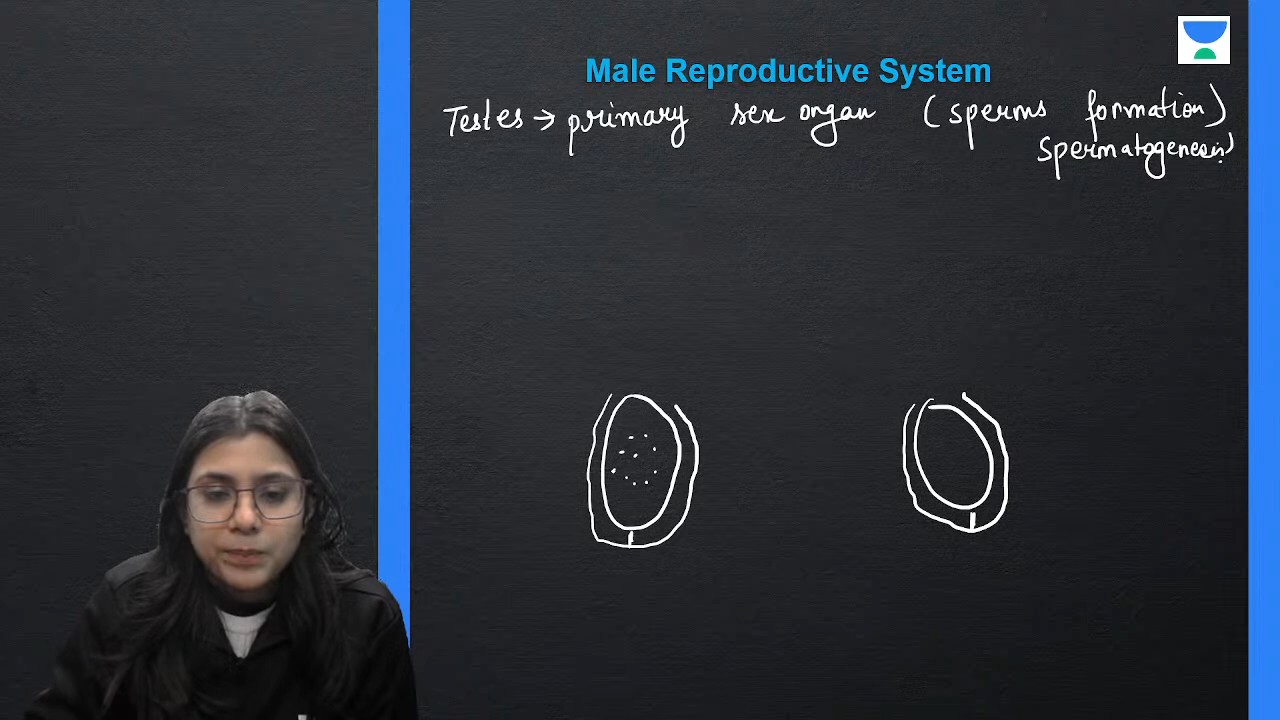 Male Reproductive System
Testes → primary sex organ (sperms formation)
spermatogenesis